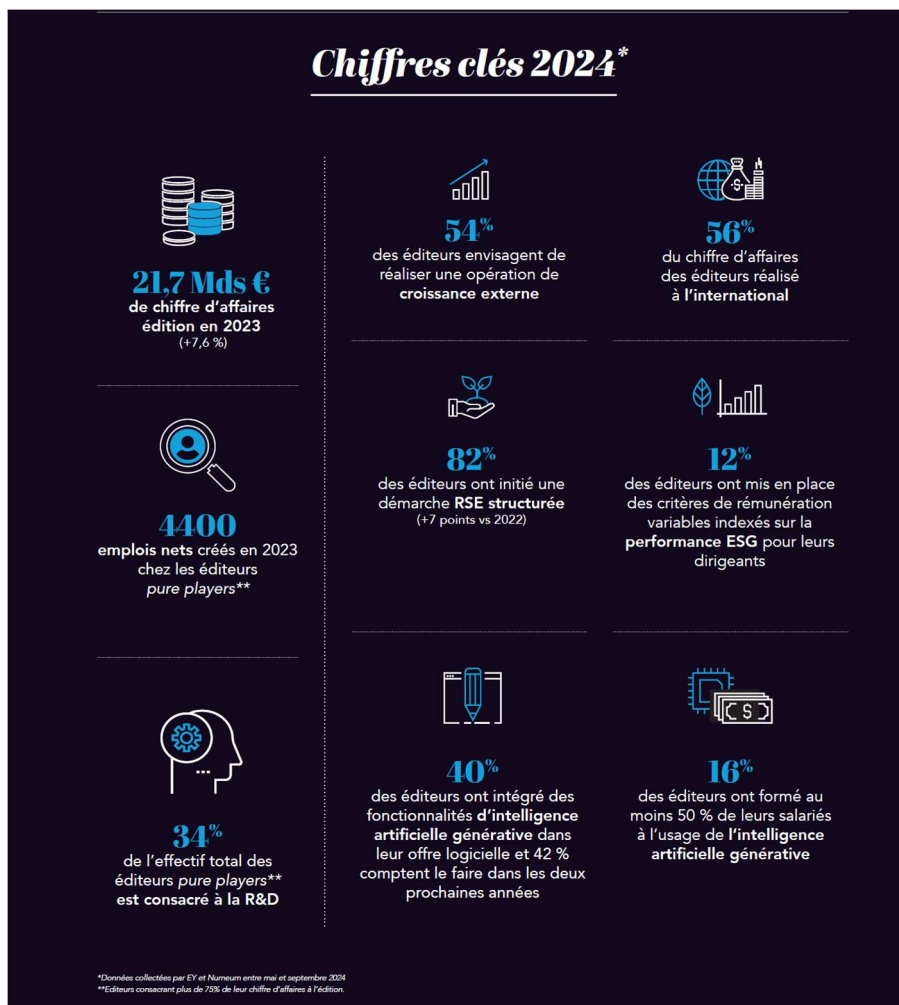 Chiffres clés 2024*
21,7 Mds €
de chiffre d'affaires
édition en 2023
(+7,6 %)
4400
emplois nets créés en 2023
chez les éditeurs
pure players**
34%
de l'effectif total des
éditeurs pure players**
est consacré à la R&D
54%
des éditeurs envisagent de
réaliser une opération de
croissance externe
56%
du chiffre d'affaires
des éditeurs réalisé
à l'international
82%
des éditeurs ont initié une
démarche RSE structurée
(+7 points vs 2022)
12%
des éditeurs ont mis en place
des critères de rémunération
variables indexés sur la
performance ESG pour leurs
dirigeants
40%
des éditeurs ont intégré des
fonctionnalités d'intelligence
artificielle générative dans
leur offre logicielle et 42 %
comptent le faire dans les deux
prochaines années
16%
des éditeurs ont formé au
moins 50 % de leurs salariés
à l'usage de l'intelligence
artificielle générative
*Données collectées par EY et Numeum entre mai et septembre 2024
**Editeurs consacrant plus de 75% de leur chiffre d'affaires à l'édition.